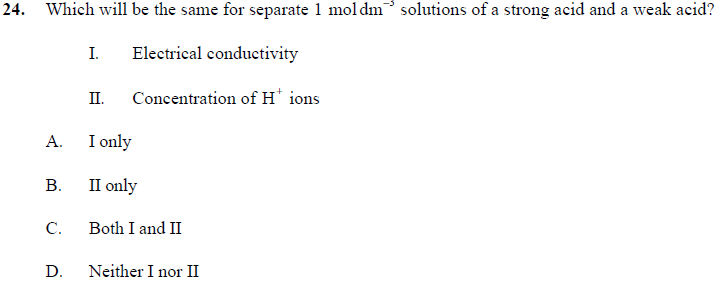 24. Which will be the same for separate 1 mol dm⁻³ solutions of a strong acid and a weak acid?
I. Electrical conductivity
II. Concentration of H⁺ ions
A. I only
B. II only
C. Both I and II
D. Neither I nor II